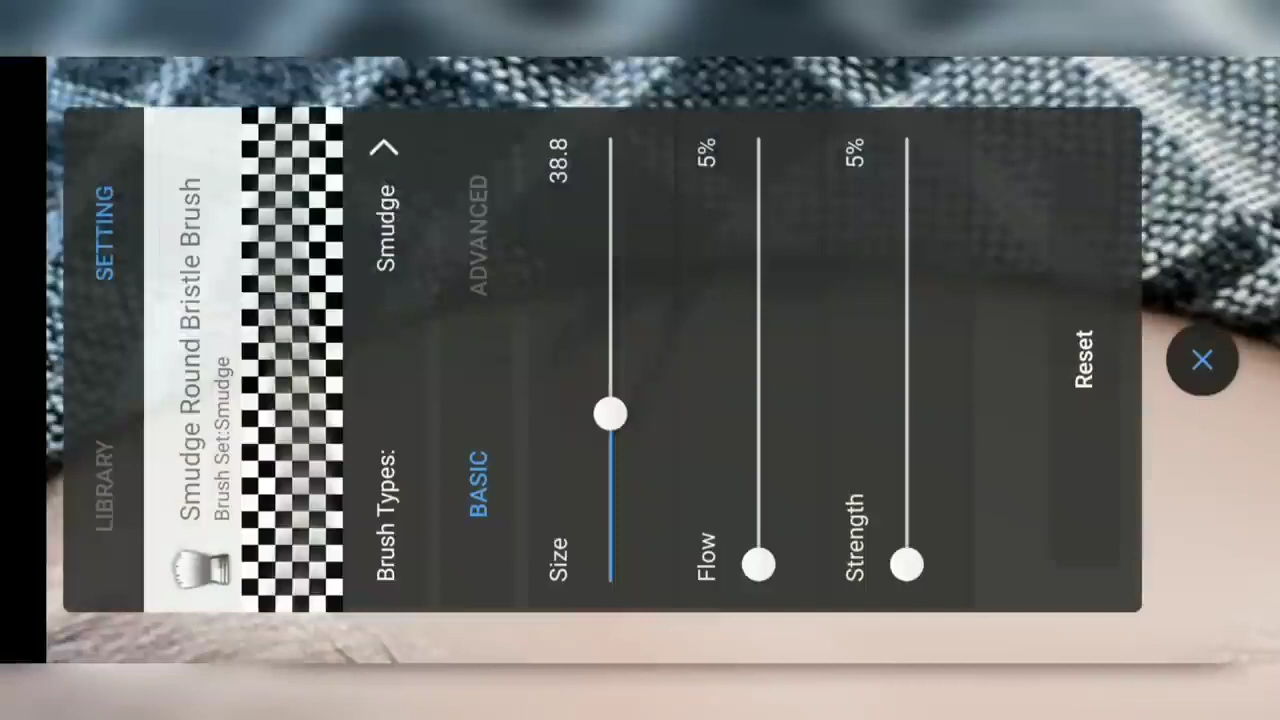 LIBRARY SETTING
Smudge Round Bristle Brush
Brush Set:Smudge
Brush Types: Smudge
BASIC ADVANCED
Size 38.8
Flow 5%
Strength 5%
Reset